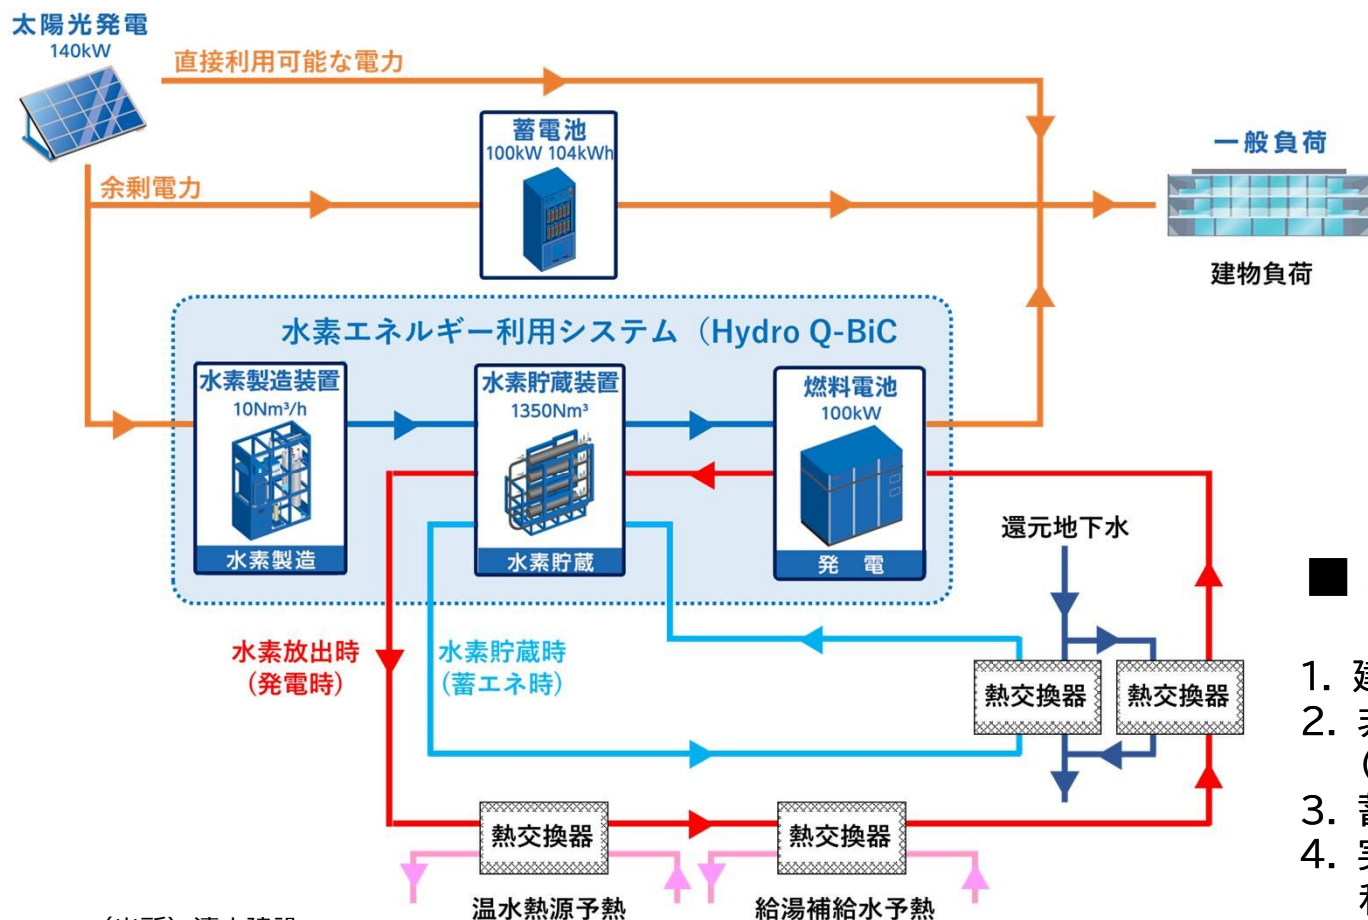 太陽光発電
140kW
直接利用可能な電力
蓄電池
100kW 104kWh
一般負荷
余剰電力
建物負荷
水素エネルギー利用システム（Hydro Q-BiC
水素製造装置
10Nm³/h
水素製造
水素貯蔵装置
1350Nm³
水素貯蔵
燃料電池
100kW
発 電
還元地下水
水素放出時
(発電時)
水素貯蔵時
(蓄エネ時)
熱交換器
熱交換器
熱交換器
熱交換器
温水熱源予熱
給湯補給水予熱
■
1.
2.
(
3.
4.